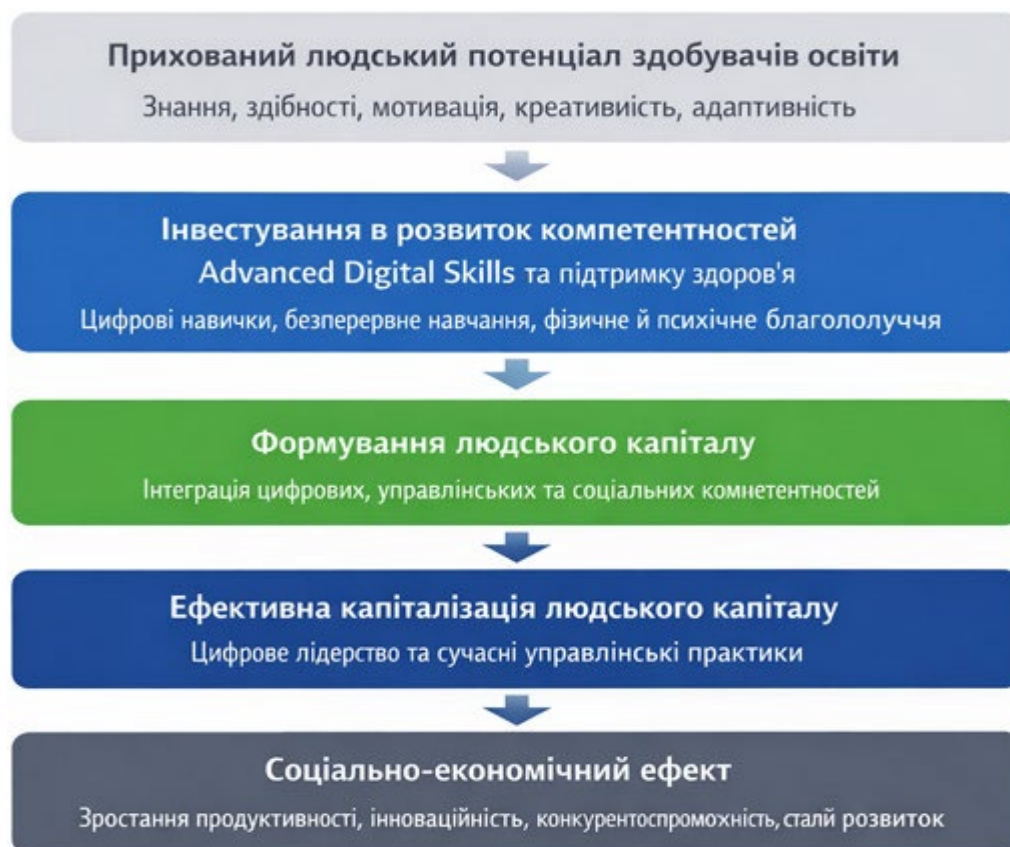 Прихований людський потенціал здобувачів освіти
Знання, здібності, мотивація, креативиість, адаптивність
Інвестування в розвиток компетентностей
Advanced Digital Skills та підтримку здоров'я
Цифрові навички, безперервне навчання, фізичне й психічне благололуччя
Формування людського капіталу
Інтеграція цифрових, управлінських та соціальних комнетентностей
Ефективна капіталізація людського капіталу
Цифрове лідерство та сучасні управлінські практики
Соціально-економічний ефект
Зростання продуктивності, інноваційність, конкурентоспромохність, сталй розвиток